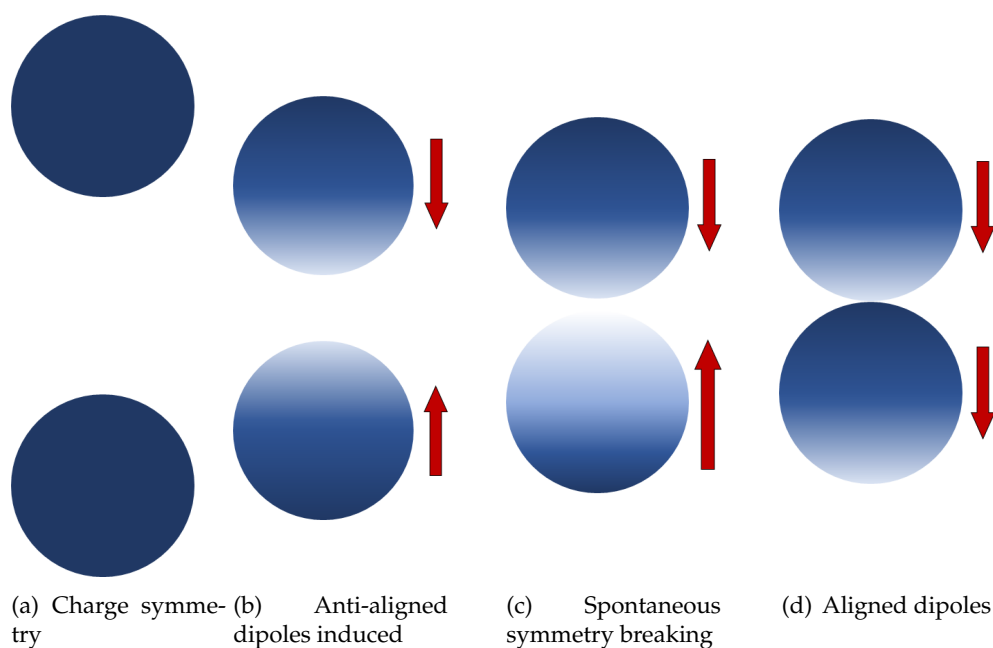 (a) Charge symme-
try
(b) Anti-aligned
dipoles induced
(c) Spontaneous
symmetry breaking
(d) Aligned dipoles